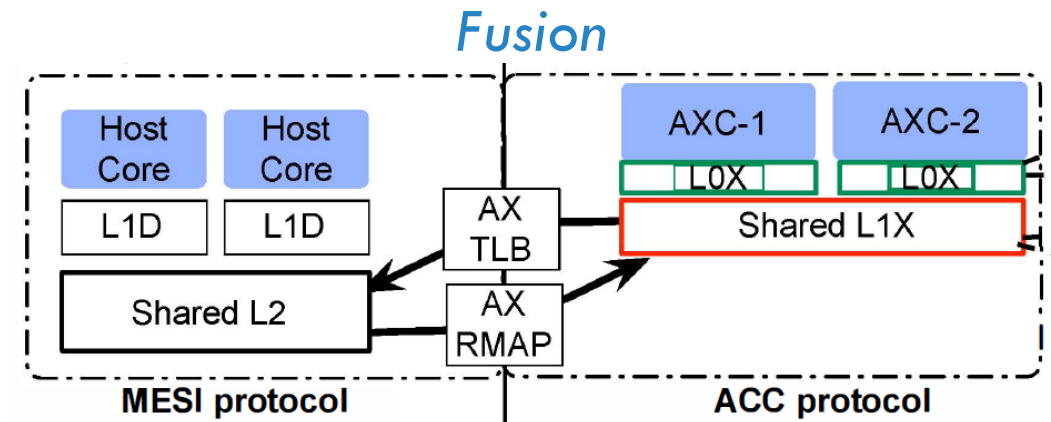 Fusion
Host
Core
Host
Core
L1D
L1D
Shared L2
AX
TLB
AX
RMAP
AXC-1
AXC-2
L0X
L0X
Shared L1X
MESI protocol
ACC protocol